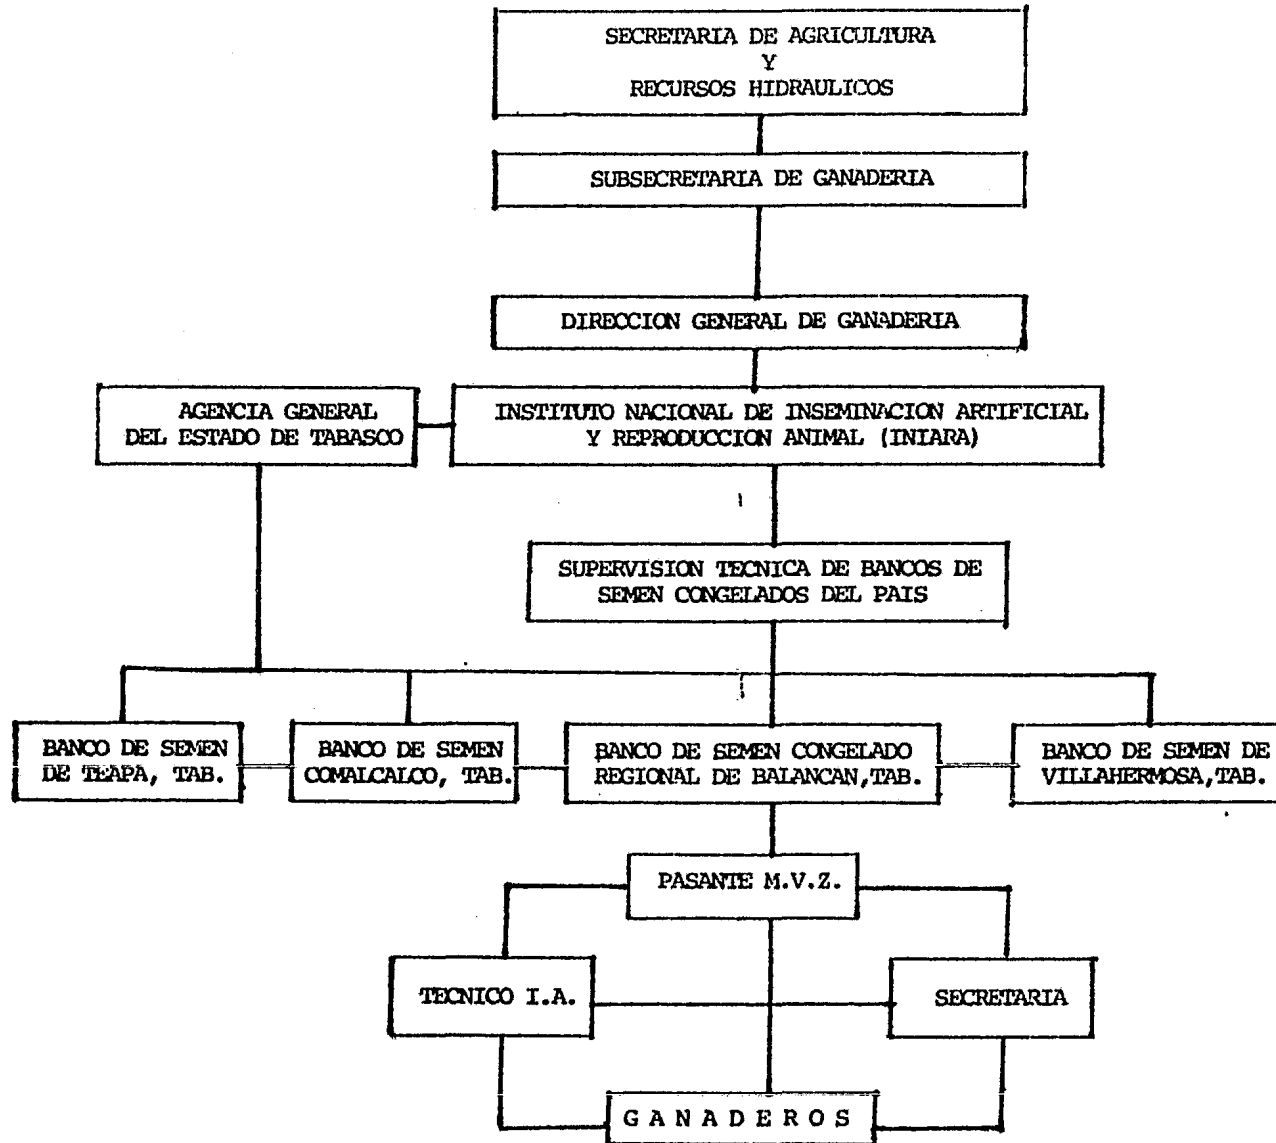 SECRETARIA DE AGRICULTURA
Y
RECURSOS HIDRAULICOS
SUBSECRETARIA DE GANADERIA
DIRECCION GENERAL DE GANADERIA
AGENCIA GENERAL
DEL ESTADO DE TABASCO
INSTITUTO NACIONAL DE INSEMINACION ARTIFICIAL
Y REPRODUCCION ANIMAL (INIARA)
SUPERVISION TECNICA DE BANCOS DE
SEMEN CONGELADOS DEL PAIS
BANCO DE SEMEN
DE TEAPA, TAB.
BANCO DE SEMEN
COMALCALCO, TAB.
BANCO DE SEMEN CONGELADO
REGIONAL DE BALANCAN,TAB.
BANCO DE SEMEN DE
VILLAHERMOSA,TAB.
PASANTE M.V.Z.
TECNICO I.A.
SECRETARIA
GANADEROS